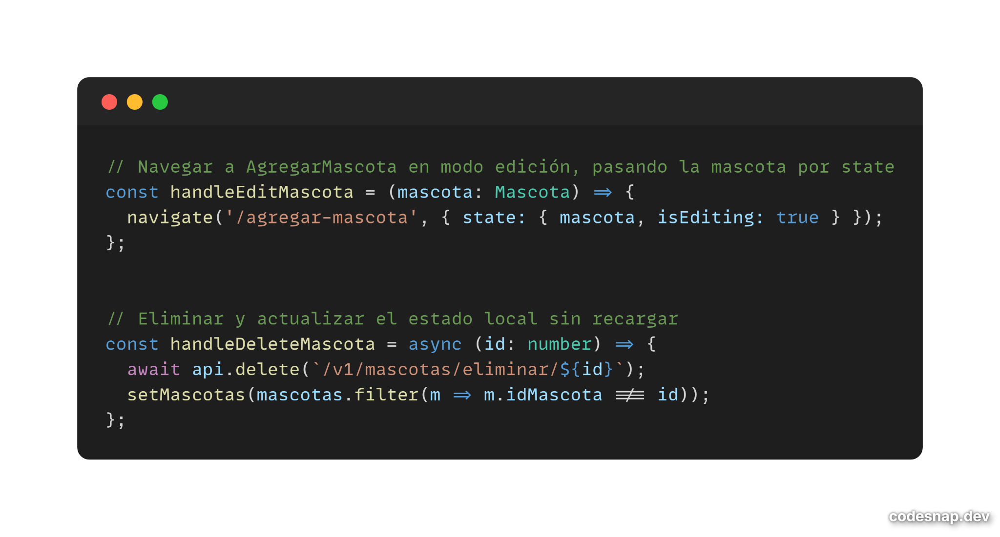 // Navegar a AgregarMascota en modo edición, pasando la mascota por state
const handleEditMascota = (mascota: Mascota) => {
  navigate('/agregar-mascota', { state: { mascota, isEditing: true } });
};
// Eliminar y actualizar el estado local sin recargar
const handleDeleteMascota = async (id: number) => {
  await api.delete(`/v1/mascotas/eliminar/${id}`);
  setMascotas(mascotas.filter(m => m.idMascota !== id));
};
codesnap.dev